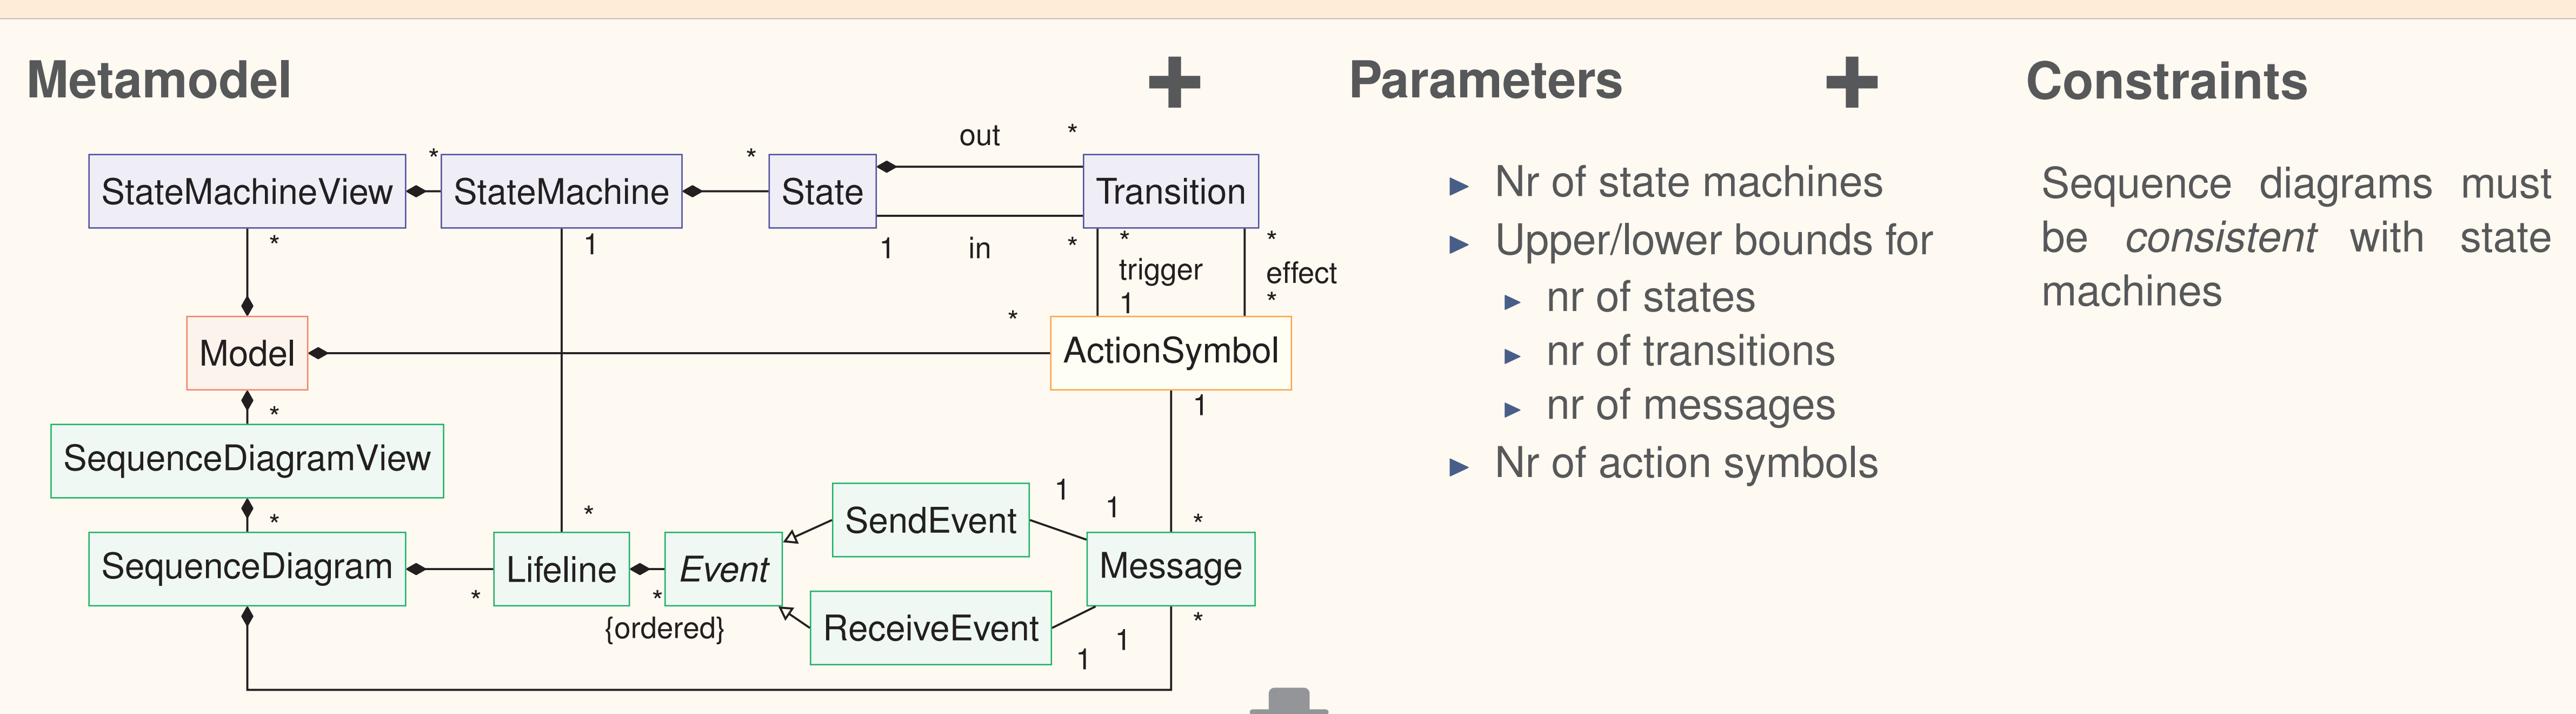 Metamodel
+
Parameters
+
Constraints
out
*
*
*
StateMachineView
StateMachine
State
Transition
*
1
1
in
*
*
trigger
1
*
effect
*
*
Model
ActionSymbol
*
1
SequenceDiagramView
*
*
SendEvent
1
1
*
SequenceDiagram
Lifeline
Event
Message
*
*
{ordered}
ReceiveEvent
1
1
*
Nr of state machines
Upper/lower bounds for
nr of states
nr of transitions
nr of messages
Nr of action symbols
Sequence diagrams must
be consistent with state
machines